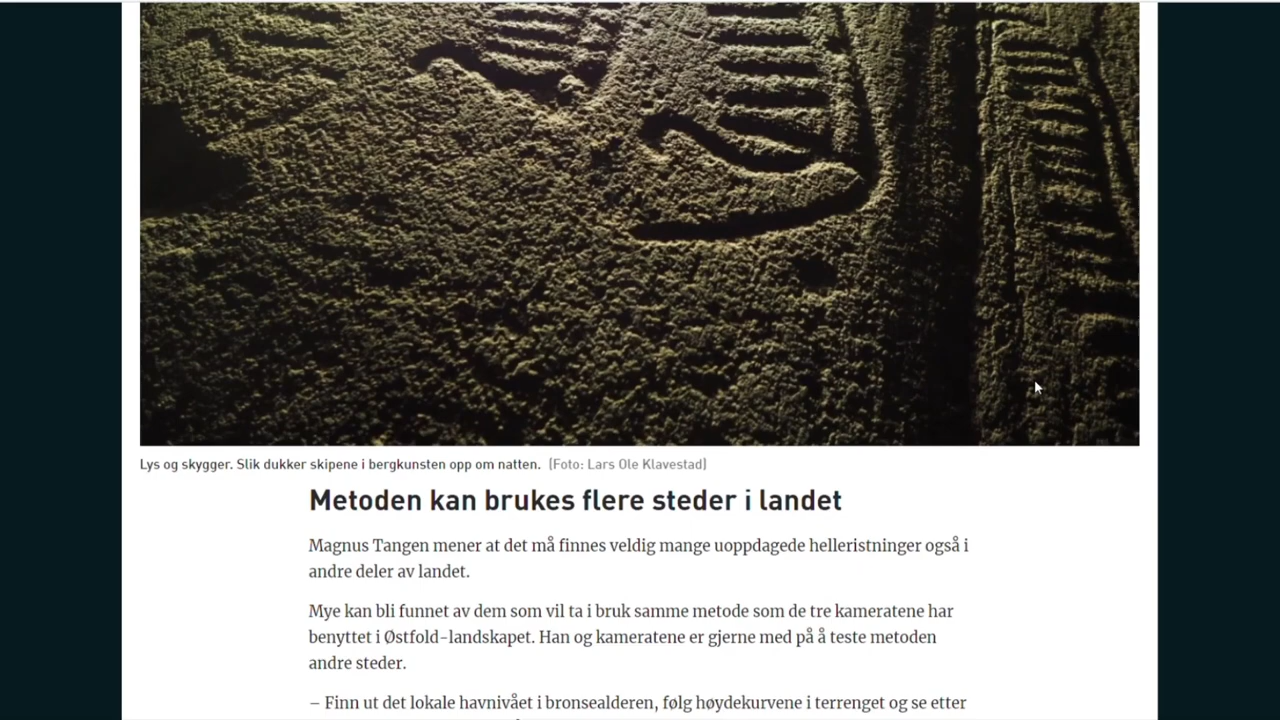 Lys og skygger. Slik dukker skipene i bergkunsten opp om natten. (Foto: Lars Ole Klavestad)
Metoden kan brukes flere steder i landet
Magnus Tangen mener at det må finnes veldig mange uoppdagede helleristninger også i
andre deler av landet.
Mye kan bli funnet av dem som vil ta i bruk samme metode som de tre kameratene har
benyttet i Østfold-landskapet. Han og kameratene er gjerne med på å teste metoden
andre steder.
– Finn ut det lokale havnivået i bronsealderen, følg høydekurvene i terrenget og se etter